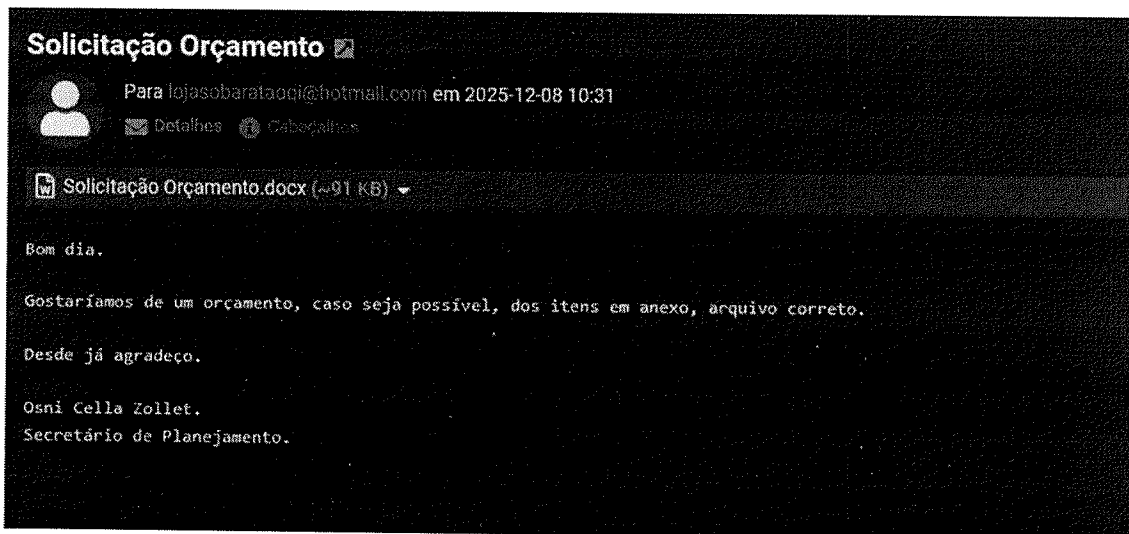 Solicitação Orçamento
Para lojasobarataoqi@hotmail.com em 2025-12-08 10:31
Detalhes Cabeçalhos
Solicitação Orçamento.docx (~91 KB)
Bom dia.
Gostaríamos de um orçamento, caso seja possível, dos itens em anexo, arquivo correto.
Desde já agradeço.
Osni Cella Zollet.
Secretário de Planejamento.